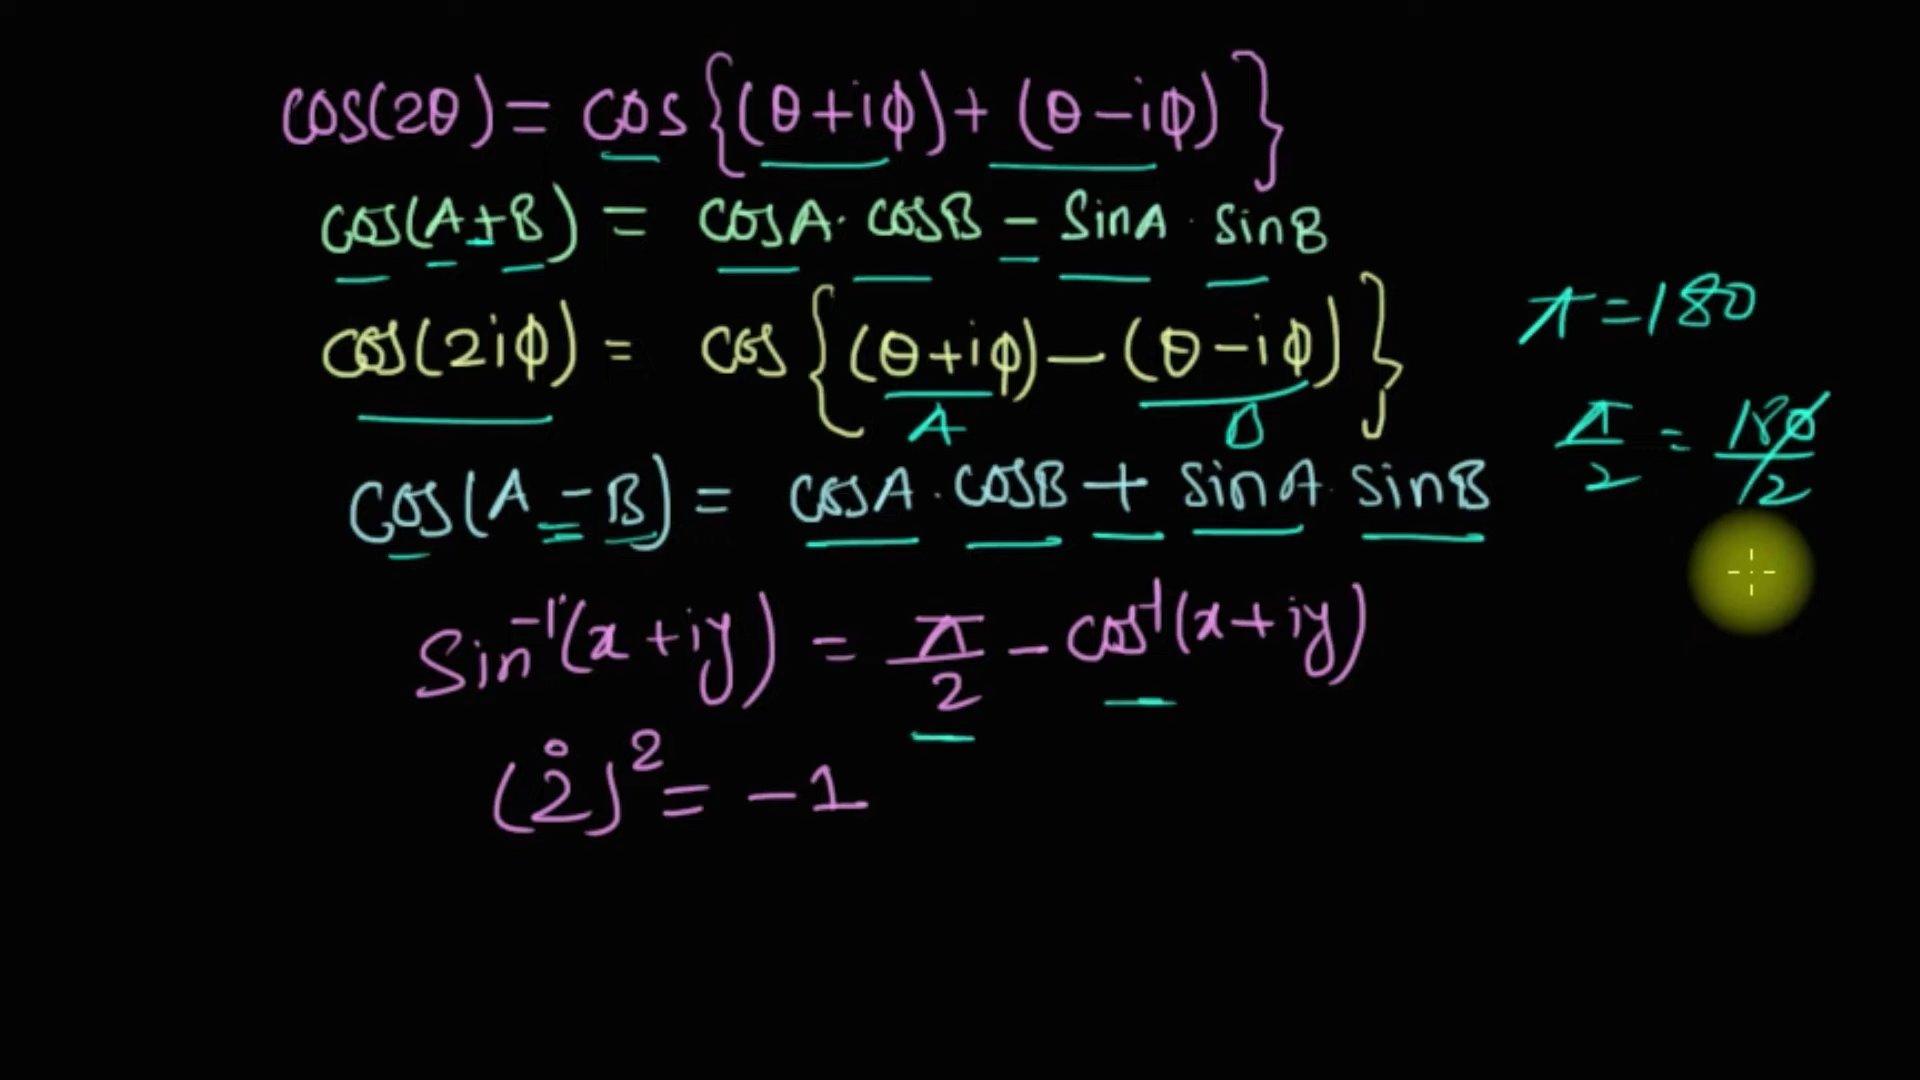 cos(2θ) = cos{(θ+iϕ)+(θ−iϕ)}
cos(A+B) = cosA · cosB − SinA · sinB
cos(2iϕ) = cos{(θ+iϕ)−(θ−iϕ)}
A
cos(A−B) = cosA · cosB + sinA · sinB
Sin⁻¹(x+iy) = π/2 − cos⁻¹(x+iy)
(i)² = −1
π=180
π/2 = 180/2